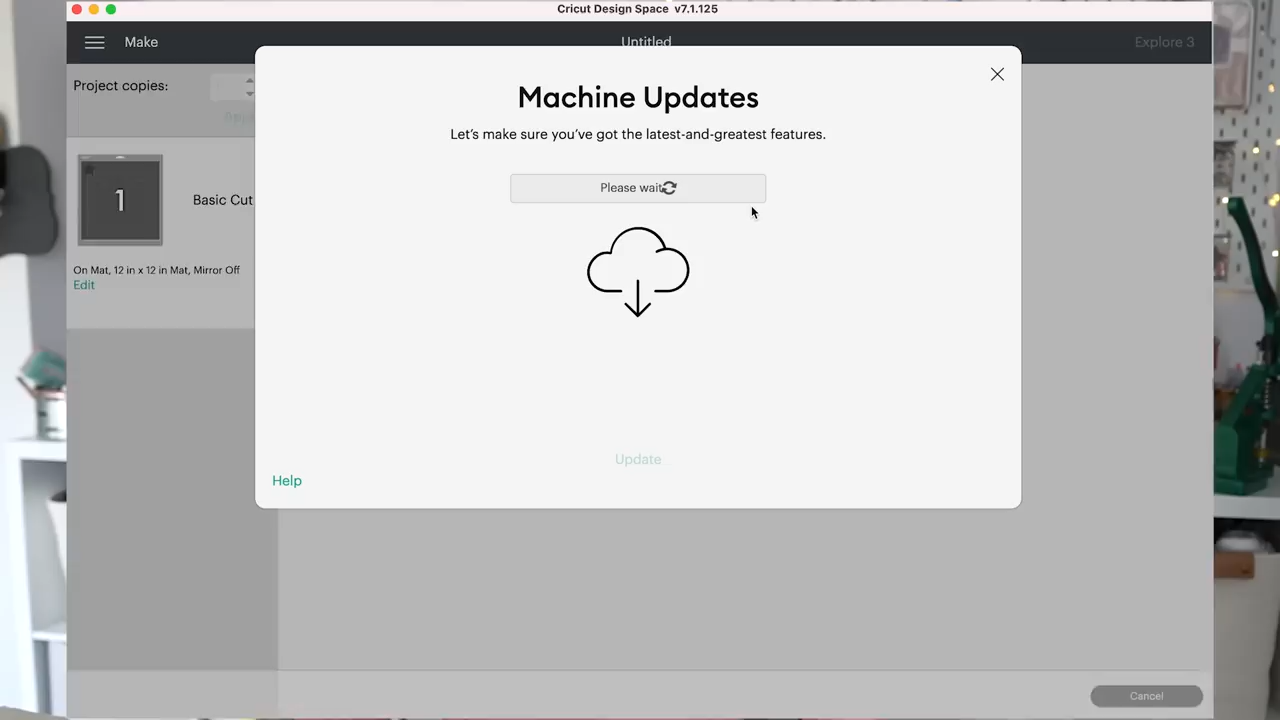 Cricut Design Space v7.1.125
Make
Untitled
Explore 3
Project copies:
Machine Updates
Let's make sure you've got the latest-and-greatest features.
Please wait
1
Basic Cut
On Mat, 12 in x 12 in Mat, Mirror Off
Edit
Update
Help
Cancel